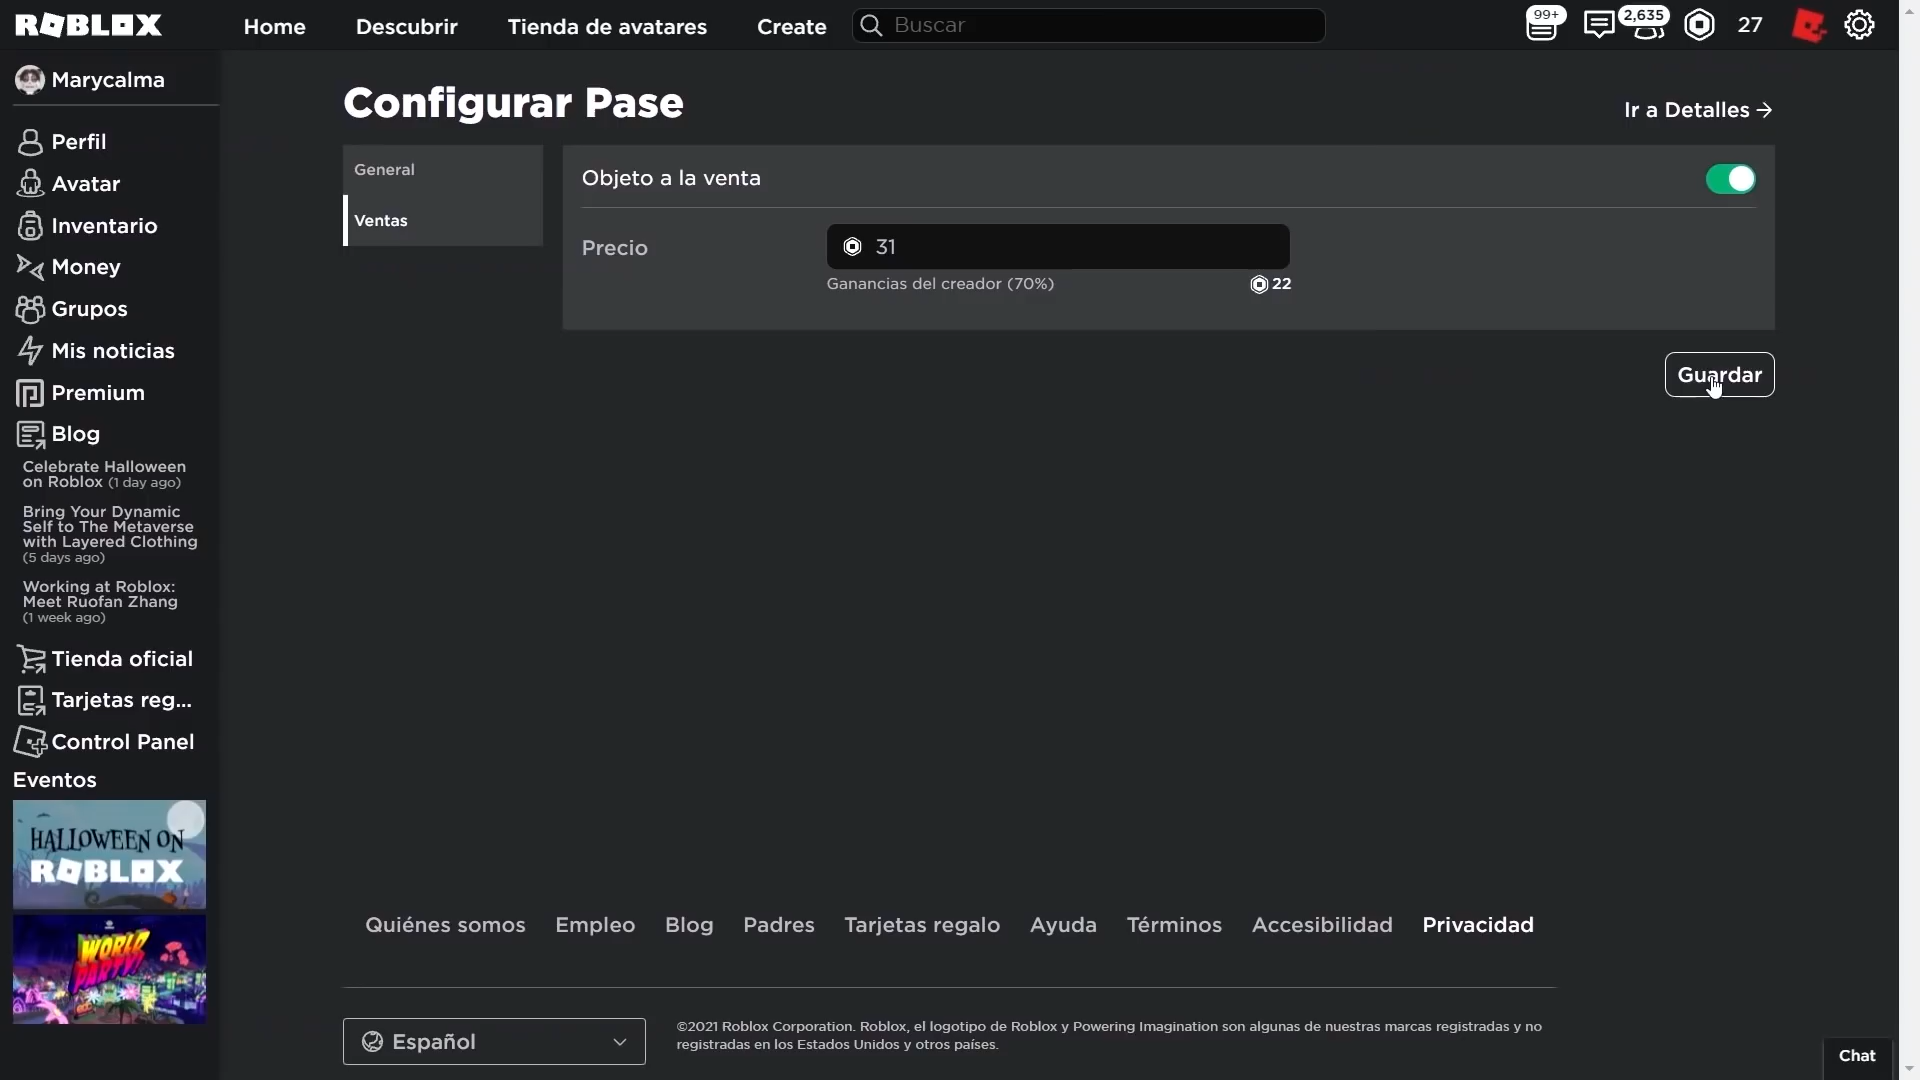 ROBLOX
Home
Descubrir
Tienda de avatares
Create
Buscar
99+
2,635
27
Marycalma
Perfil
Avatar
Inventario
Money
Grupos
Mis noticias
Premium
Blog
Celebrate Halloween
on Roblox (1 day ago)
Bring Your Dynamic
Self to The Metaverse
with Layered Clothing
(5 days ago)
Working at Roblox:
Meet Ruofan Zhang
(1 week ago)
Tienda oficial
Tarjetas reg...
Control Panel
Eventos
HALLOWEEN ON
ROBLOX
WORLD
PARTY
Configurar Pase
Ir a Detalles
General
Ventas
Objeto a la venta
Precio
31
Ganancias del creador (70%)
22
Guardar
Quiénes somos
Empleo
Blog
Padres
Tarjetas regalo
Ayuda
Términos
Accesibilidad
Privacidad
Español
©2021 Roblox Corporation. Roblox, el logotipo de Roblox y Powering Imagination son algunas de nuestras marcas registradas y no
registradas en los Estados Unidos y otros países.
Chat